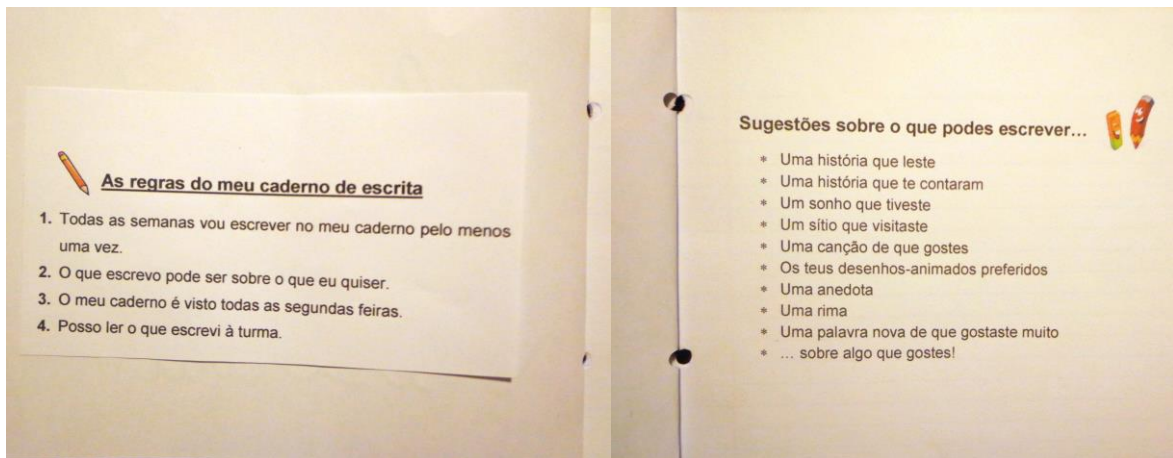 As regras do meu caderno de escrita
1. Todas as semanas vou escrever no meu caderno pelo menos
uma vez.
2. O que escrevo pode ser sobre o que eu quiser.
3. O meu caderno é visto todas as segundas feiras.
4. Posso ler o que escrevi à turma.
Sugestões sobre o que podes escrever...
* Uma história que leste
* Uma história que te contaram
* Um sonho que tiveste
* Um sítio que visitaste
* Uma canção de que gostes
* Os teus desenhos-animados preferidos
* Uma anedota
* Uma rima
* Uma palavra nova de que gostaste muito
* ... sobre algo que gostes!